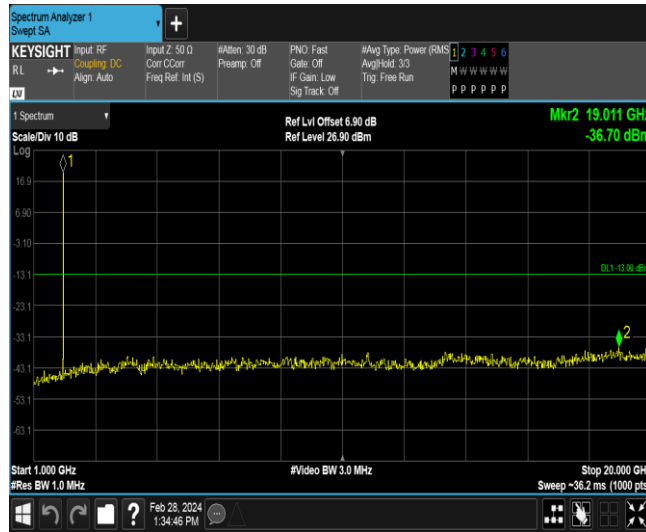 Spectrum Analyzer 1
Swept SA
+
KEYSIGHT
RL
LXI
Input: RF
Coupling: DC
Align: Auto
Input Z: 50 Ω
Corr CCorr
Freq Ref: Int (S)
#Atten: 30 dB
Preamp: Off
PNO: Fast
Gate: Off
IF Gain: Low
Sig Track: Off
#Avg Type: Power (RMS
Avg|Hold: 3/3
Trig: Free Run
1 2 3 4 5 6
M W W W W W
P P P P P P
1 Spectrum
Scale/Div 10 dB
Ref Lvl Offset 6.90 dB
Ref Level 26.90 dBm
Mkr2 19.011 GHz
-36.70 dBm
Log
1
16.9
6.90
-3.10
-13.1
DL1 -13.00 dBm
-23.1
-33.1
2
-43.1
-53.1
-63.1
Start 1.000 GHz
#Video BW 3.0 MHz
Stop 20.000 GHz
#Res BW 1.0 MHz
Sweep ~36.2 ms (1000 pts)
?
Feb 28, 2024
1:34:46 PM